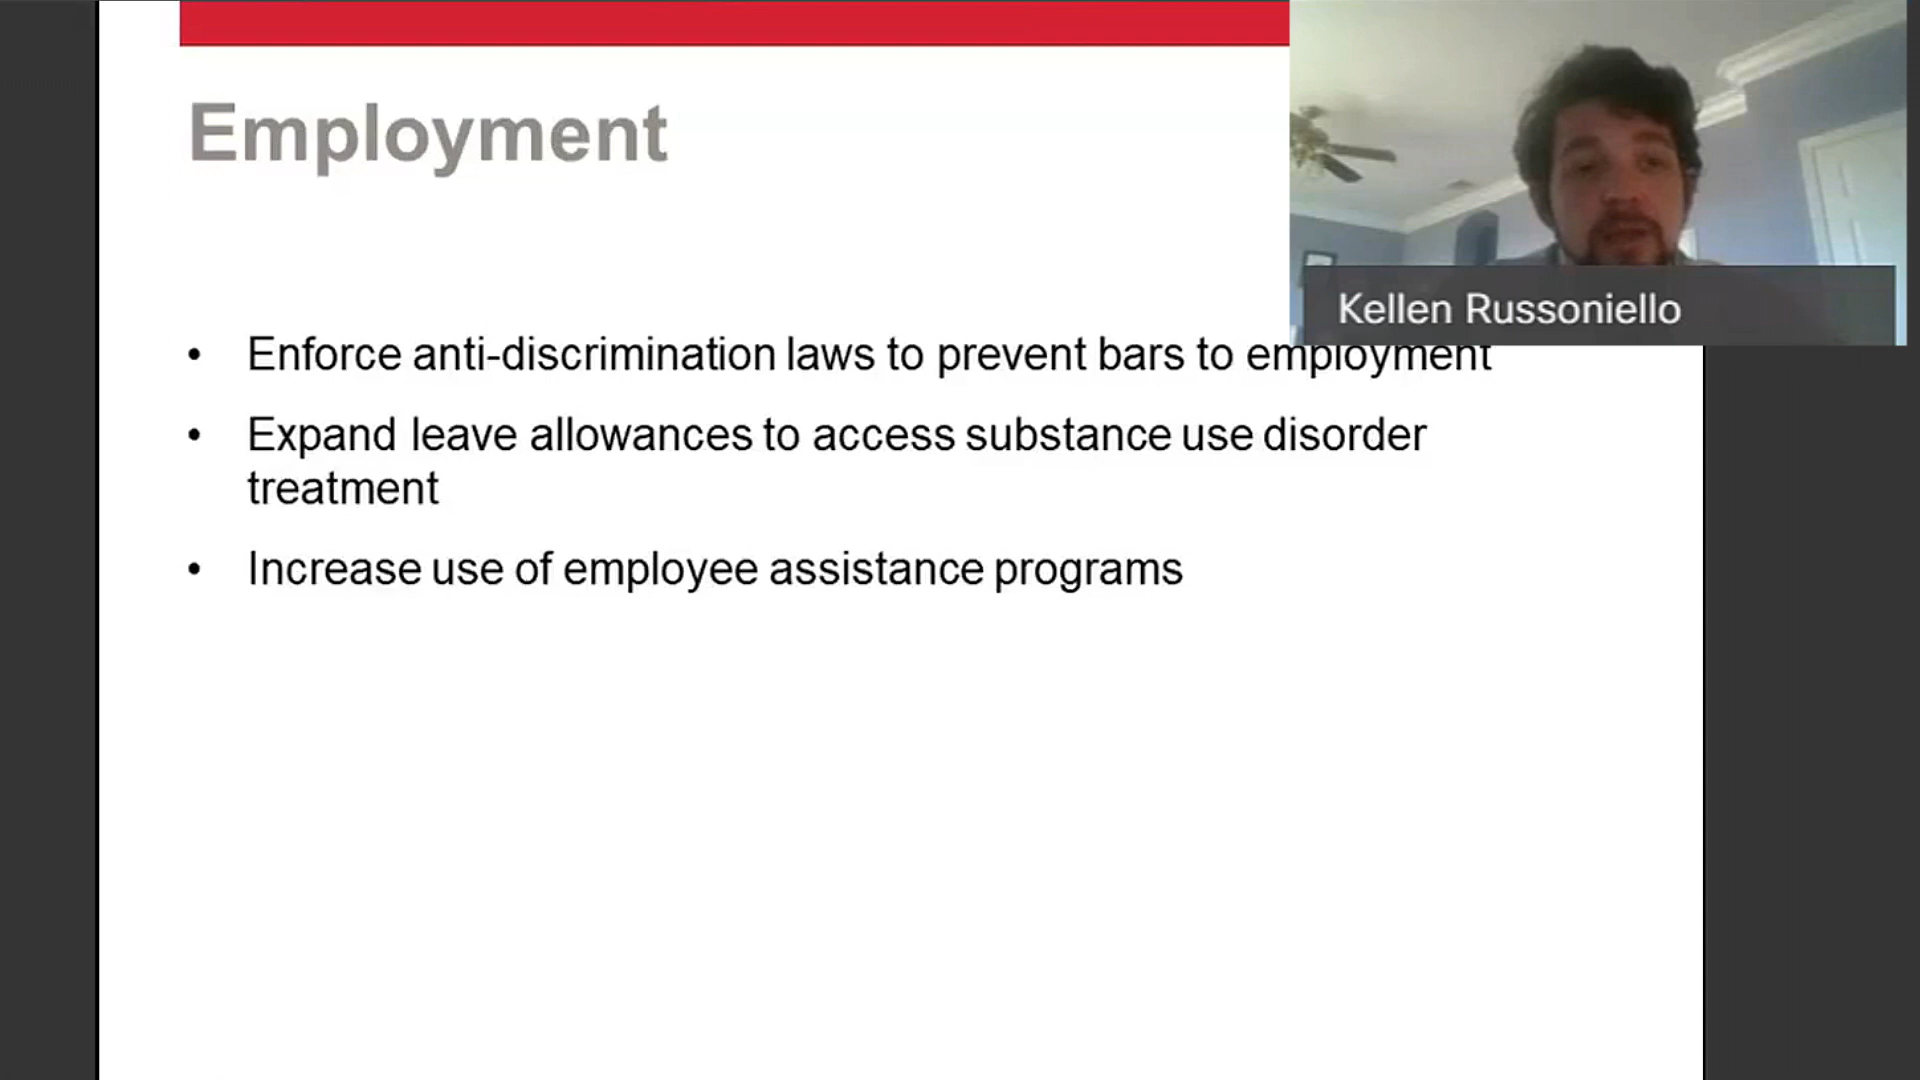 Employment
Kellen Russoniello
• Enforce anti-discrimination laws to prevent bars to employment
• Expand leave allowances to access substance use disorder
treatment
• Increase use of employee assistance programs